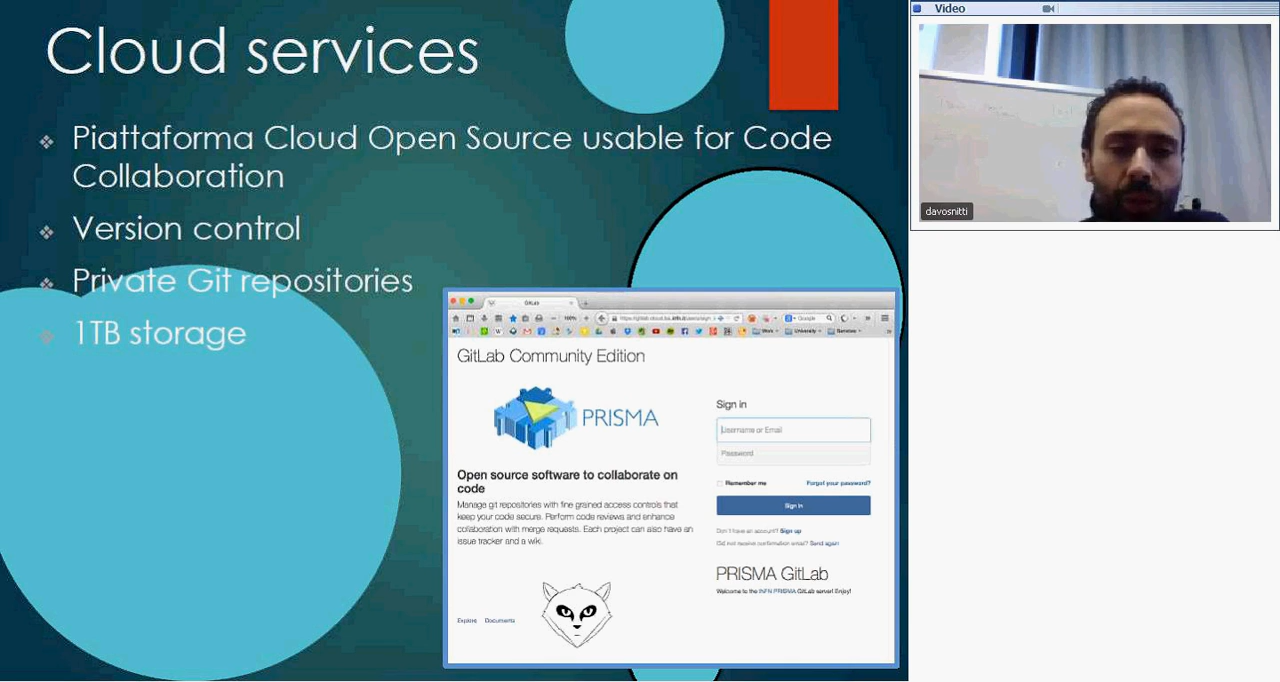 Cloud services
Piattaforma Cloud Open Source usable for Code
Collaboration
Version control
Private Git repositories
1TB storage
GitLab
GitLab Community Edition
PRISMA
Open source software to collaborate on
code
Manage git repositories with fine grained access controls that
keep your code secure. Perform code reviews and enhance
collaboration with merge requests. Each project can also have an
issue tracker and a wiki.
Explore Documents
Sign in
Username or Email
Password
Remember me Forgot your password?
Sign in
Don't have an account? Sign up
Did not receive confirmation email? Send again
PRISMA GitLab
Welcome to the INFN PRISMA GitLab server! Enjoy!
Video
davosnitti